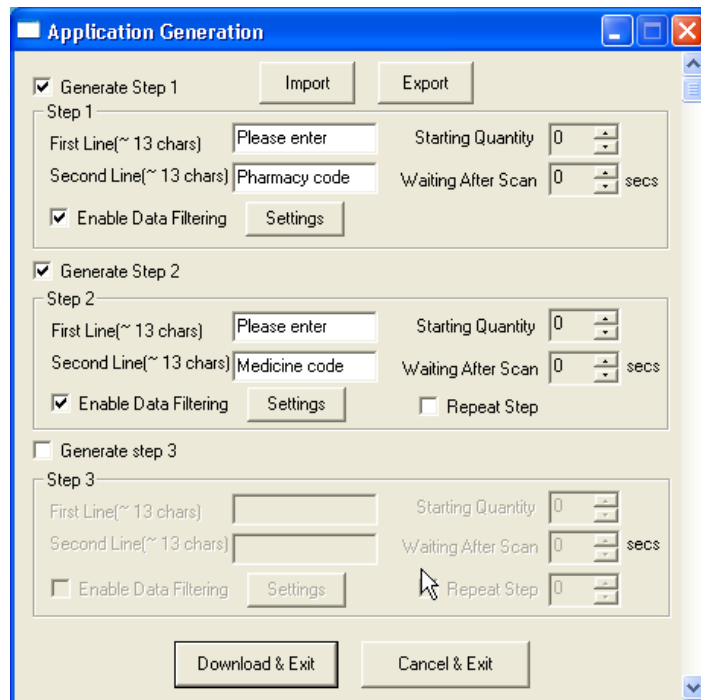 Application Generation
Generate Step 1
Import
Export
Step 1
First Line(~ 13 chars) Please enter Starting Quantity 0
Second Line(~ 13 chars) Pharmacy code Waiting After Scan 0 secs
Enable Data Filtering Settings
Generate Step 2
Step 2
First Line(~ 13 chars) Please enter Starting Quantity 0
Second Line(~ 13 chars) Medicine code Waiting After Scan 0 secs
Enable Data Filtering Settings Repeat Step
Generate step 3
Step 3
First Line(~ 13 chars) Starting Quantity 0
Second Line(~ 13 chars) Waiting After Scan 0 secs
Enable Data Filtering Settings Repeat Step 0
Download & Exit Cancel & Exit